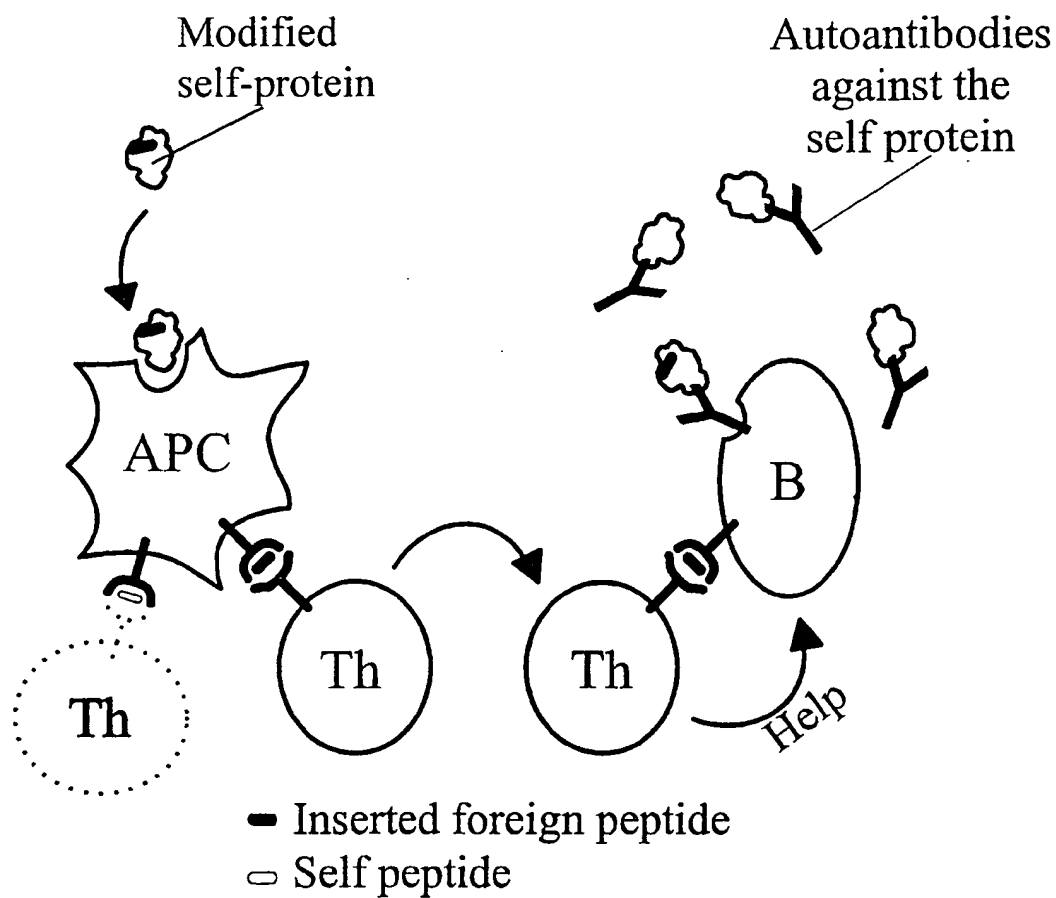 Modified
self-protein
Autoantibodies
against the
self protein
APC
B
Th
Th
Th
Help
Inserted foreign peptide
Self peptide